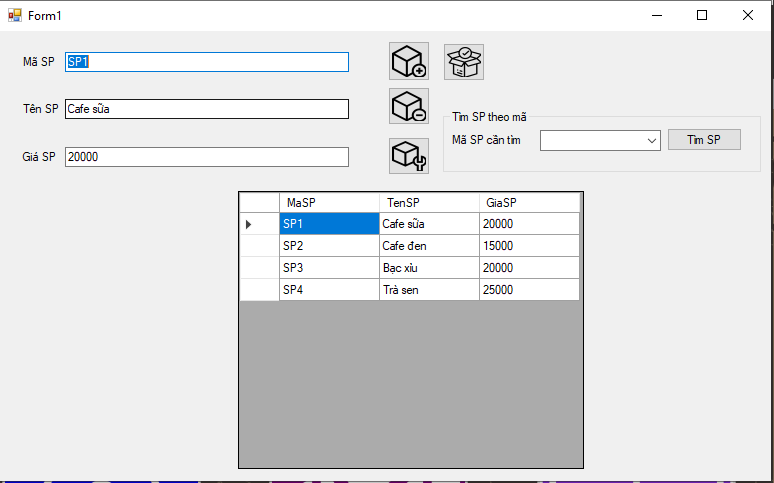 Form1
Mã SP
SP1
Tên SP
Cafe sữa
Giá SP
20000
Tìm SP theo mã
Mã SP cần tìm
Tìm SP
MaSP TenSP GiaSP
SP1 Cafe sữa 20000
SP2 Cafe đen 15000
SP3 Bạc xỉu 20000
SP4 Trà sen 25000